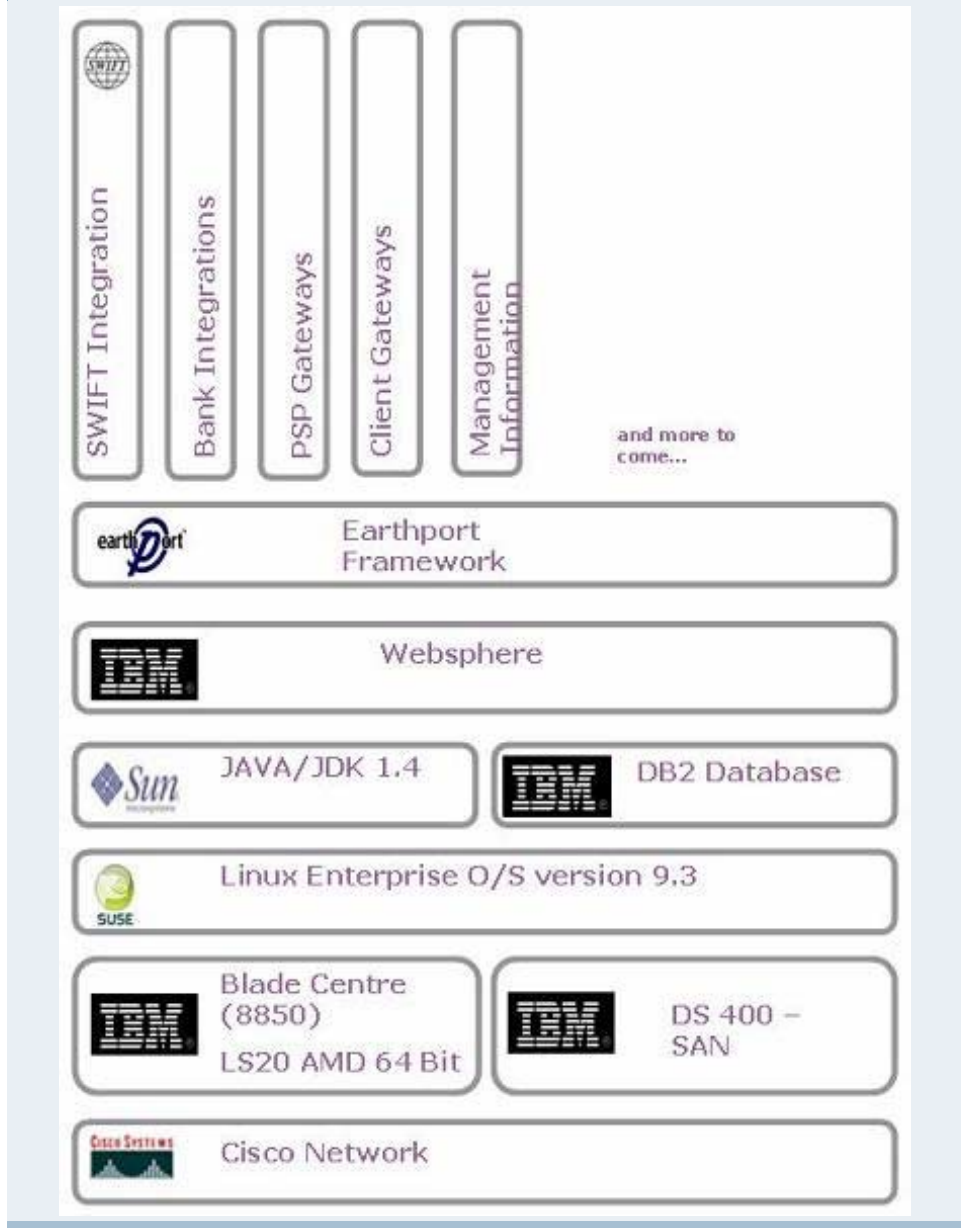 SWIFT
SWIFT Integration
Bank Integrations
PSP Gateways
Client Gateways
Management
Information
and more to
come...
earthport
Earthport
Framework
IBM
Websphere
Sun
microsystems
JAVA/JDK 1.4
IBM
DB2 Database
SUSE
Linux Enterprise O/S version 9.3
IBM
Blade Centre
(8850)
LS20 AMD 64 Bit
IBM
DS 400 –
SAN
CISCO SYSTEMS
Cisco Network